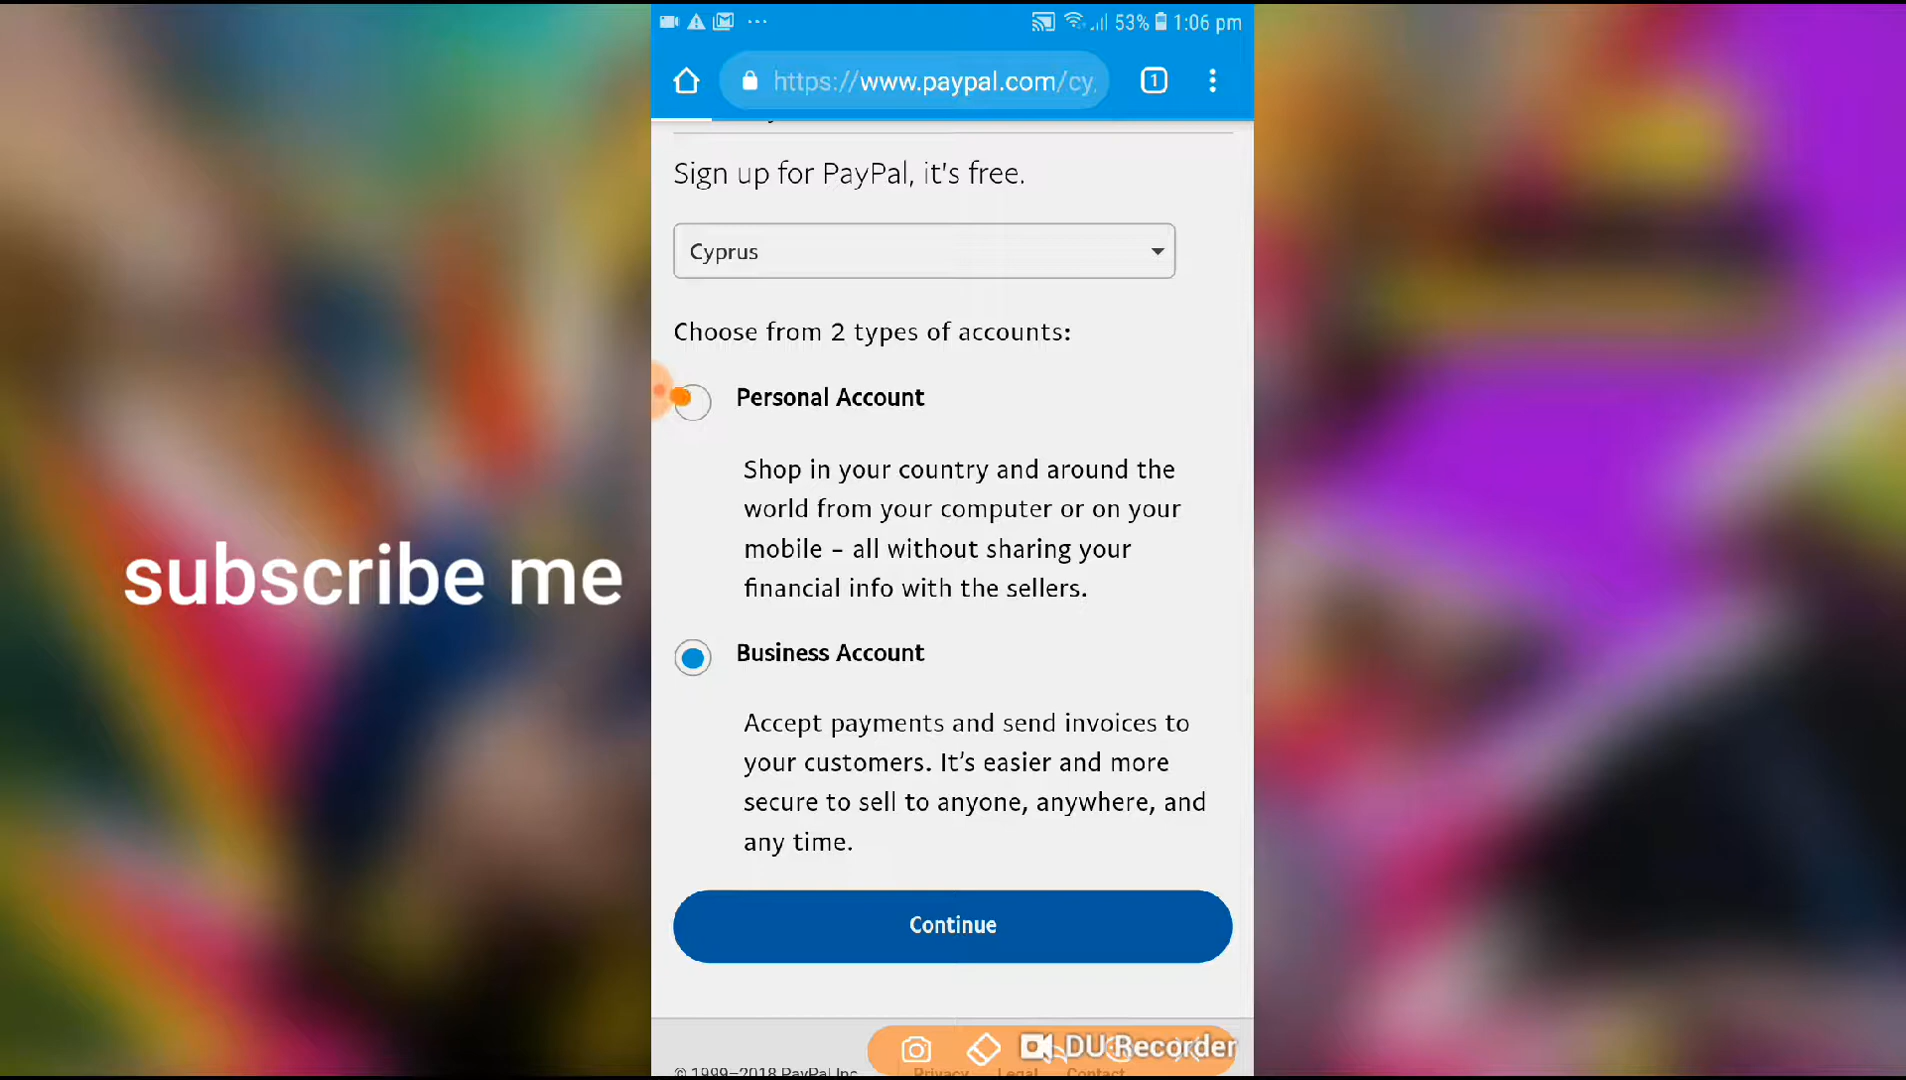 53% 1:06 pm
https://www.paypal.com/cy,
1
Sign up for PayPal, it's free.
Cyprus
Choose from 2 types of accounts:
Personal Account
Shop in your country and around the
world from your computer or on your
mobile – all without sharing your
financial info with the sellers.
subscribe me
Business Account
Accept payments and send invoices to
your customers. It's easier and more
secure to sell to anyone, anywhere, and
any time.
Continue
DU Recorder
© 1999–2018 PayPal Inc. Privacy Legal Contact